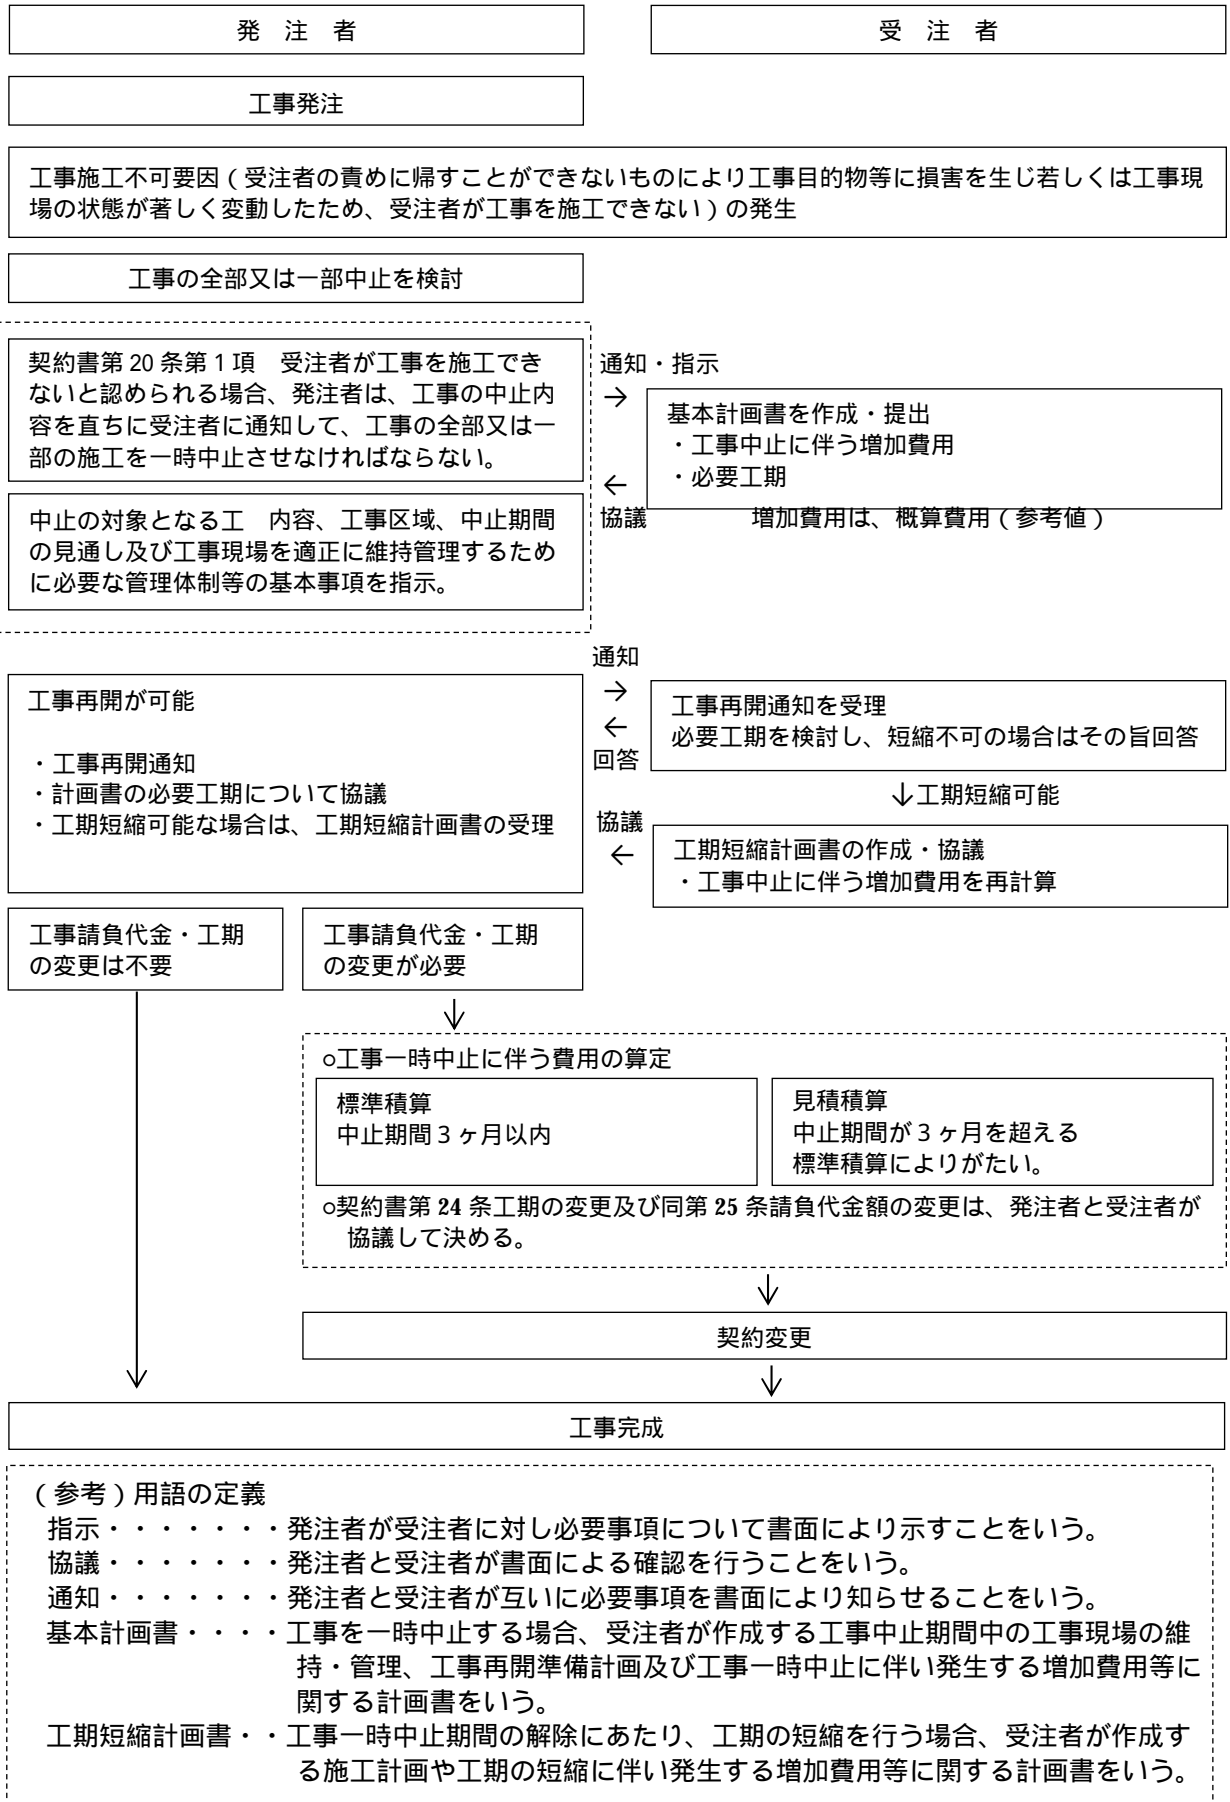 発 注 者
受 注 者
工事発注
工事施工不可要因(受注者の責めに帰すことができないものにより工事目的物等に損害を生じ若しくは工事現
場の状態が著しく変動したため、受注者が工事を施工できない)の発生
工事の全部又は一部中止を検討
契約書第 20 条第1項 受注者が工事を施工でき
ないと認められる場合、発注者は、工事の中止内
容を直ちに受注者に通知して、工事の全部又は一
部の施工を一時中止させなければならない。
通知・指示
→
基本計画書を作成・提出
・工事中止に伴う増加費用
・必要工期
←
協議
増加費用は、概算費用(参考値)
中止の対象となる工 内容、工事区域、中止期間
の見通し及び工事現場を適正に維持管理するため
に必要な管理体制等の基本事項を指示。
通知
→
←
回答
工事再開が可能
・工事再開通知
・計画書の必要工期について協議
・工期短縮可能な場合は、工期短縮計画書の受理
工事再開通知を受理
必要工期を検討し、短縮不可の場合はその旨回答
↓工期短縮可能
協議
←
工期短縮計画書の作成・協議
・工事中止に伴う増加費用を再計算
工事請負代金・工期
の変更は不要
工事請負代金・工期
の変更が必要
○工事一時中止に伴う費用の算定
標準積算
中止期間3ヶ月以内
見積積算
中止期間が3ヶ月を超える
標準積算によりがたい。
○契約書第 24 条工期の変更及び同第 25 条請負代金額の変更は、発注者と受注者が
協議して決める。
契約変更
工事完成
(参考)用語の定義
指示・・・・・・・発注者が受注者に対し必要事項について書面により示すことをいう。
協議・・・・・・・発注者と受注者が書面による確認を行うことをいう。
通知・・・・・・・発注者と受注者が互いに必要事項を書面により知らせることをいう。
基本計画書・・・・工事を一時中止する場合、受注者が作成する工事中止期間中の工事現場の維
持・管理、工事再開準備計画及び工事一時中止に伴い発生する増加費用等に
関する計画書をいう。
工期短縮計画書・・工事一時中止期間の解除にあたり、工期の短縮を行う場合、受注者が作成す
る施工計画や工期の短縮に伴い発生する増加費用等に関する計画書をいう。